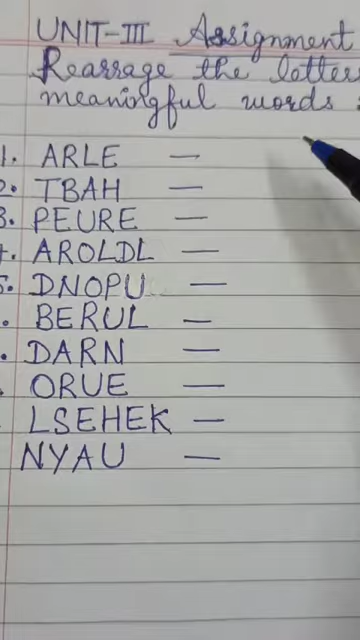 UNIT-III Assignment
Rearrage the latters
meaningful words
1. ARLE —
2. TBAH —
3. PEURE —
4. AROLDL —
5. DNOPU —
. BERUL —
. DARN —
ORUE —
LSEHEK —
NYAU —